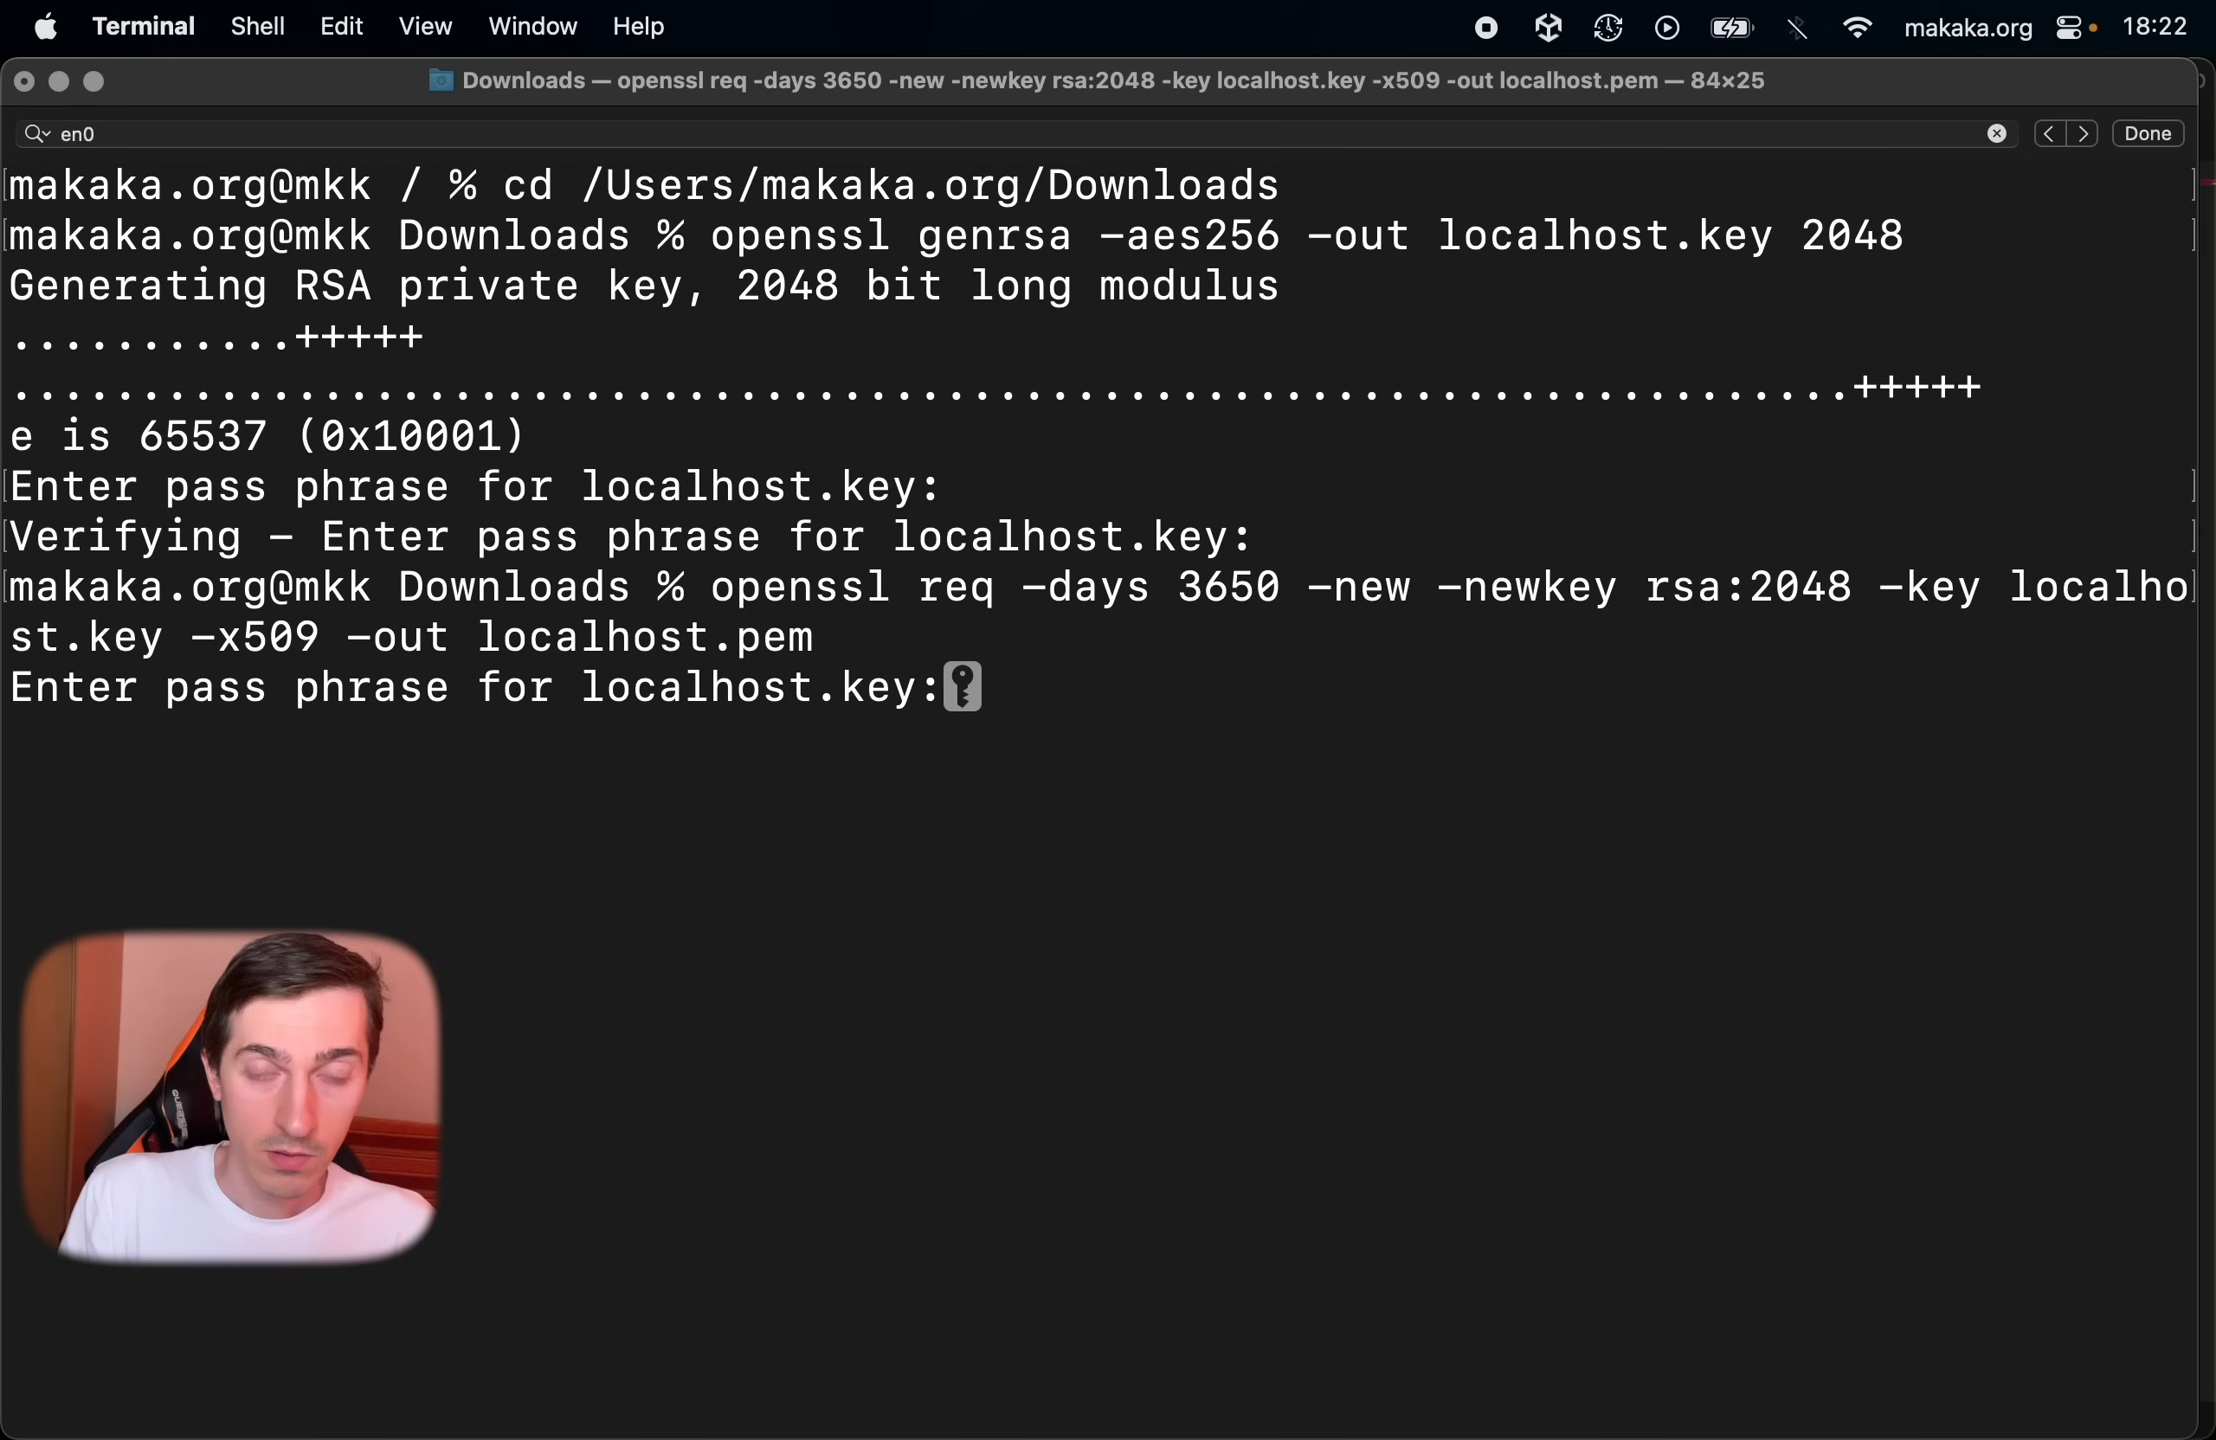 Terminal Shell Edit View Window Help makaka.org 18:22
Downloads — openssl req -days 3650 -new -newkey rsa:2048 -key localhost.key -x509 -out localhost.pem — 84×25
en0 Done
makaka.org@mkk / % cd /Users/makaka.org/Downloads
makaka.org@mkk Downloads % openssl genrsa -aes256 -out localhost.key 2048
Generating RSA private key, 2048 bit long modulus
...........+++++
.......................................................................+++++
e is 65537 (0x10001)
Enter pass phrase for localhost.key:
Verifying - Enter pass phrase for localhost.key:
makaka.org@mkk Downloads % openssl req -days 3650 -new -newkey rsa:2048 -key localho
st.key -x509 -out localhost.pem
Enter pass phrase for localhost.key: